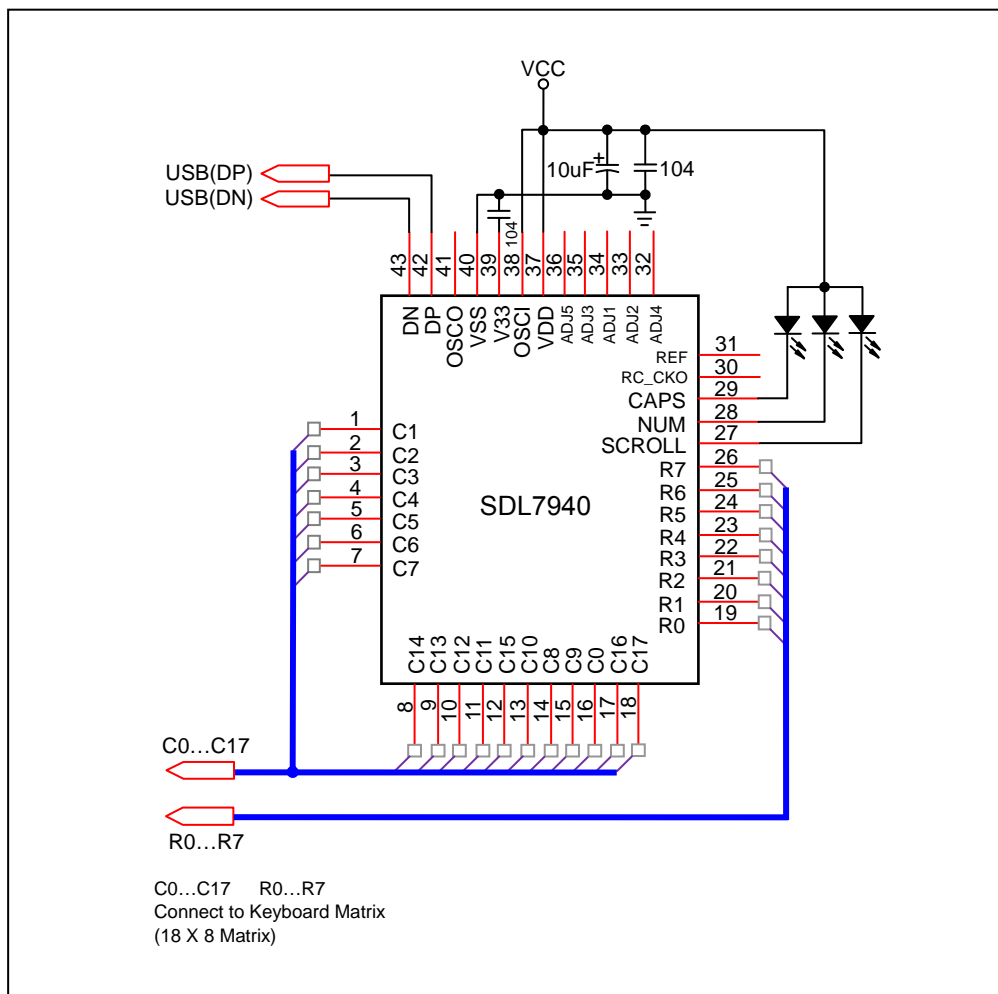 VCC
USB(DP)
USB(DN)
10uF
+
104
104
43
42
41
40
39
38
37
36
35
34
33
32
DN
DP
OSCO
VSS
V33
OSCI
VDD
ADJ5
ADJ3
ADJ1
ADJ2
ADJ4
REF 31
RC_CKO 30
CAPS 29
NUM 28
SCROLL 27
R7 26
R6 25
R5 24
R4 23
R3 22
R2 21
R1 20
R0 19
1 C1
2 C2
3 C3
4 C4
5 C5
6 C6
7 C7
SDL7940
C14
C13
C12
C11
C15
C10
C8
C9
C0
C16
C17
8
9
10
11
12
13
14
15
16
17
18
C0...C17
R0...R7
C0...C17 R0...R7
Connect to Keyboard Matrix
(18 X 8 Matrix)